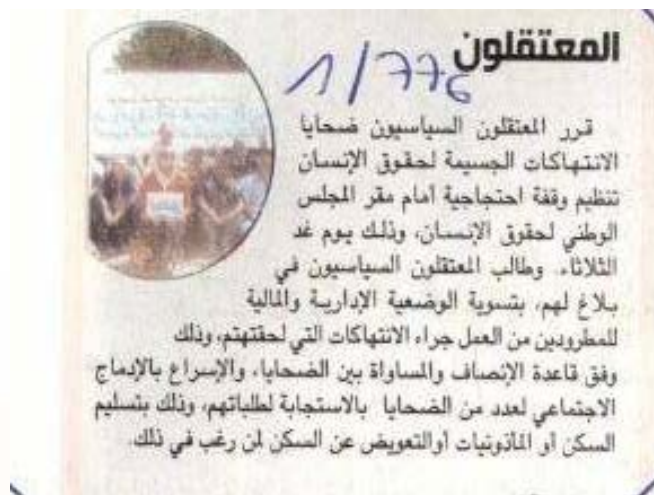 المعتقلون
1/776
قرر المعتقلون السياسيون ضحايا
الانتهاكات الجسيمة لحقوق الإنسان
تنظيم وقفة احتجاجية أمام مقر المجلس
الوطني لحقوق الإنسان، وذلك يوم غد
الثلاثاء. وطالب المعتقلون السياسيون في
بلاغ لهم، بتسوية الوضعية الإدارية والمالية
للمطرودين من العمل جراء الانتهاكات التي لحقتهتم، وذلك
وفق قاعدة الإنصاف والمساواة بين الضحايا، والإسراع بالإدماج
الاجتماعي لعدد من الضحايا بالاستجابة لطلباتهم، وذلك بتسليم
السكن أو المأذونيات أوالتعويض عن السكن لمن رغب في ذلك.